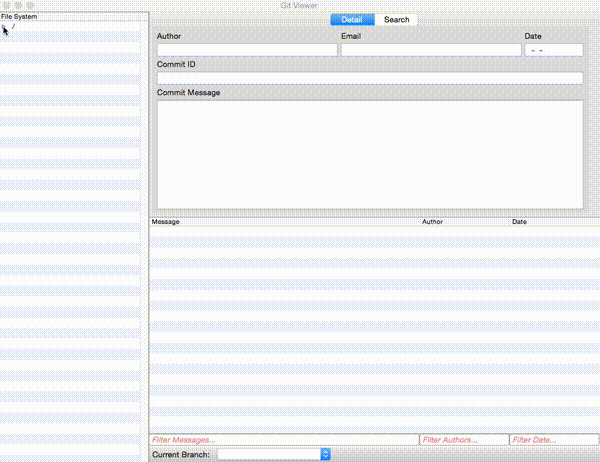 Git Viewer
File System
/
Detail Search
Author Email Date
- -
Commit ID
Commit Message
Message Author Date
Filter Messages... Filter Authors... Filter Date...
Current Branch: